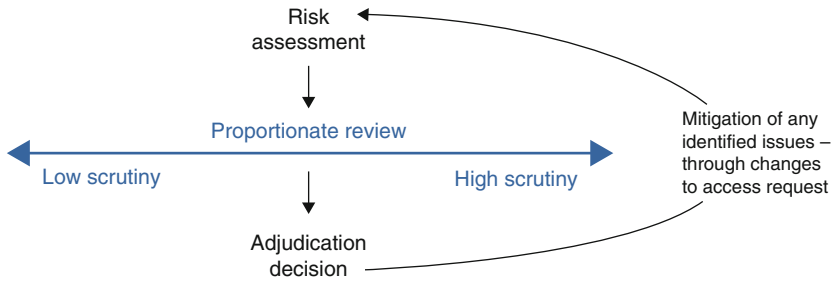 Risk
assessment
Proportionate review
Low scrutiny
High scrutiny
Mitigation of any
identified issues –
through changes
to access request
Adjudication
decision